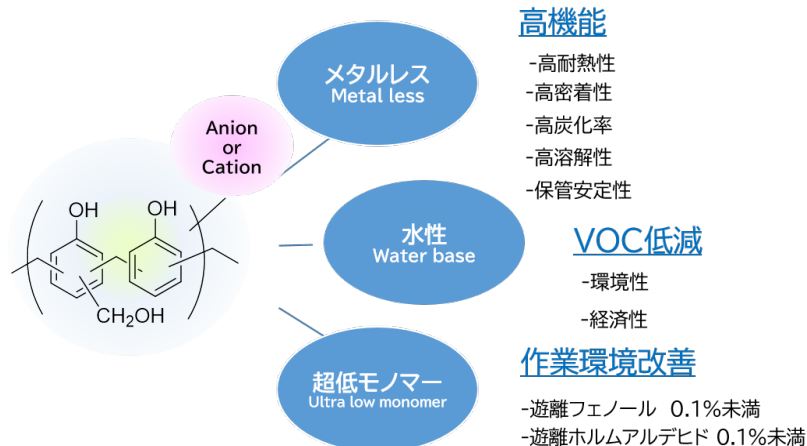 高機能
-高耐熱性
-高密着性
-高炭化率
-高溶解性
-保管安定性
メタルレス
Metal less
Anion
or
Cation
OH
OH
CH2OH
水性
Water base
VOC低減
-環境性
-経済性
超低モノマー
Ultra low monomer
作業環境改善
-遊離フェノール 0.1%未満
-遊離ホルムアルデヒド 0.1%未満